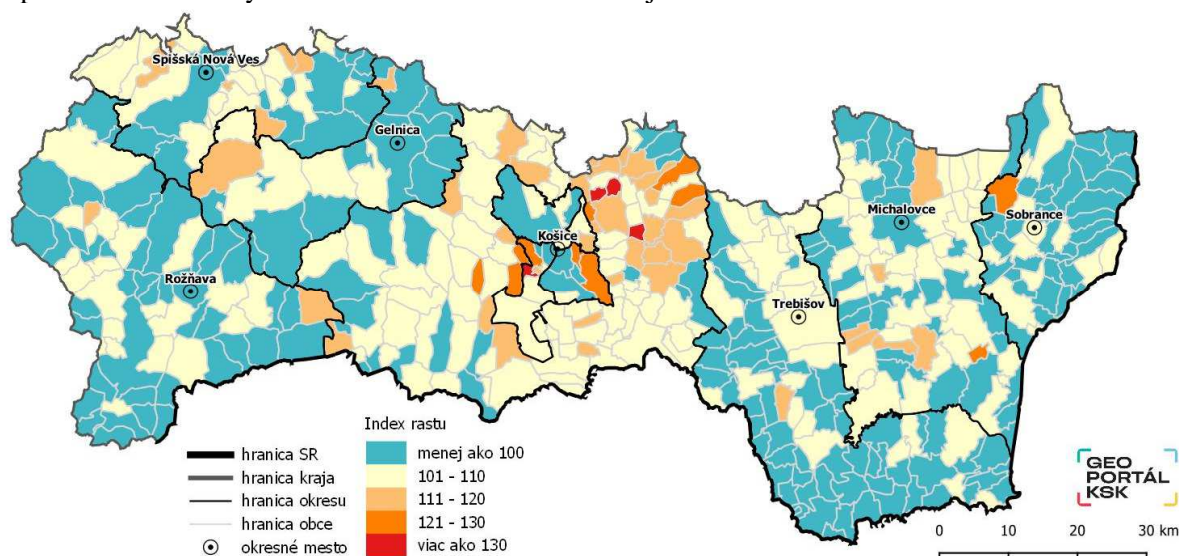 Spišská Nová Ves
Gelnica
Košice
Michalovce
Sobrance
Rožňava
Trebišov
Index rastu
hranica SR
hranica kraja
hranica okresu
hranica obce
okresné mesto
menej ako 100
101 - 110
111 - 120
121 - 130
viac ako 130
GEO
PORTÁL
KSK
0 10 20 30 km